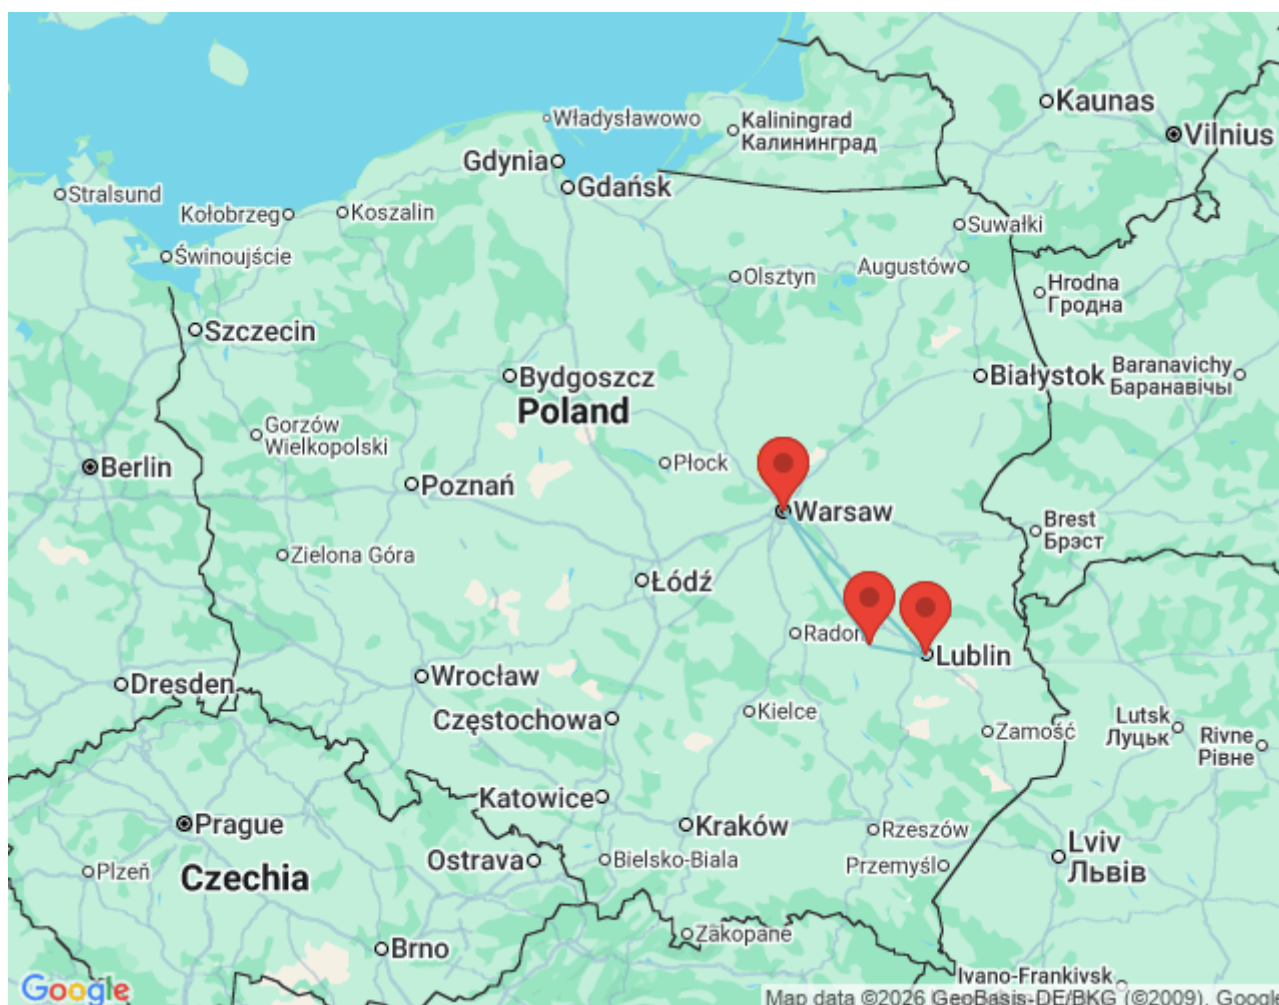 Władysławowo
Kaliningrad
Калининград
Kaunas
Vilnius
Gdynia
Gdańsk
Stralsund
Kołobrzeg
Koszalin
Suwałki
Świnoujście
Olsztyn
Augustów
Hrodna
Гродна
Szczecin
Bydgoszcz
Białystok
Baranavichy
Баранавічы
Poland
Gorzów
Wielkopolski
Berlin
Płock
Poznań
Warsaw
Brest
Брэст
Zielona Góra
Łódź
Radom
Lublin
Dresden
Wrocław
Częstochowa
Kielce
Zamość
Lutsk
Луцьк
Rivne
Рівне
Katowice
Prague
Kraków
Rzeszów
Ostrava
Bielsko-Biala
Przemyśl
Lviv
Львів
Plzeň
Czechia
Zakopane
Brno
Ivano-Frankivsk
Google
Map data ©2026 GeoBasis-DE/BKG (©2009), Google